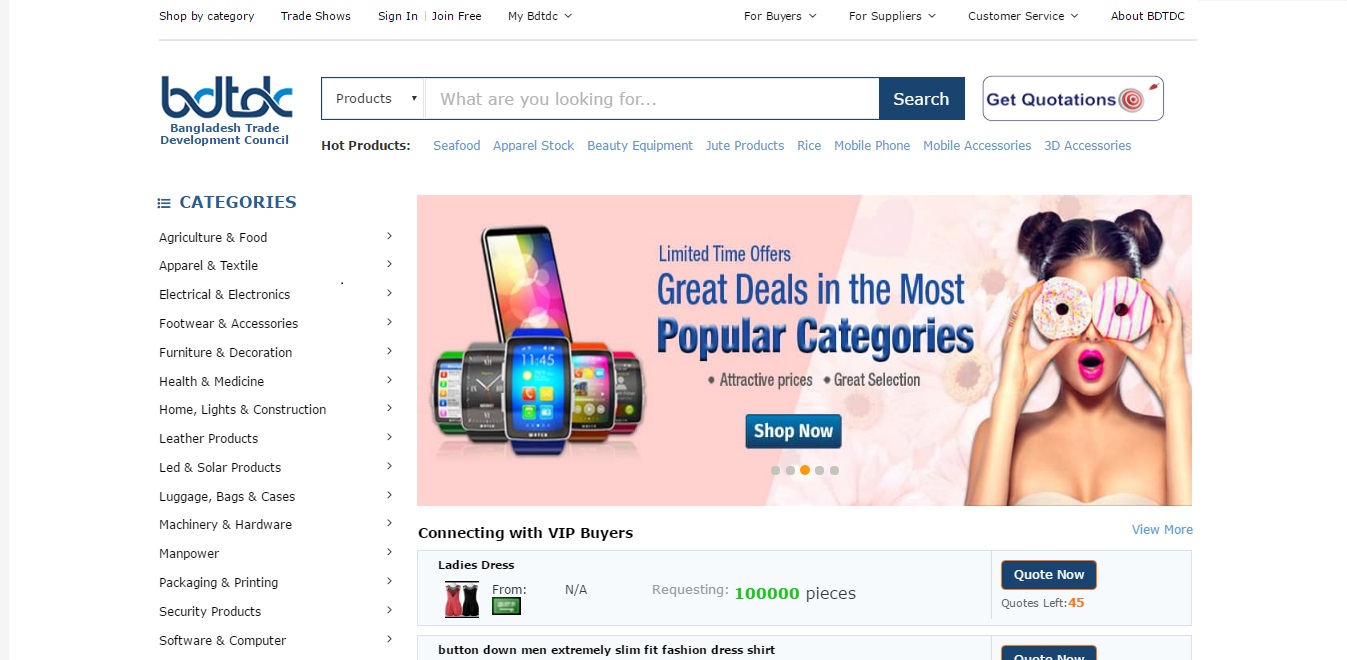 Shop by category Trade Shows Sign In Join Free My Bdtdc For Buyers For Suppliers Customer Service About BDTDC
bdtdc
Bangladesh Trade
Development Council
Products What are you looking for... Search Get Quotations
Hot Products: Seafood Apparel Stock Beauty Equipment Jute Products Rice Mobile Phone Mobile Accessories 3D Accessories
CATEGORIES
Agriculture & Food
Apparel & Textile
Electrical & Electronics
Footwear & Accessories
Furniture & Decoration
Health & Medicine
Home, Lights & Construction
Leather Products
Led & Solar Products
Luggage, Bags & Cases
Machinery & Hardware
Manpower
Packaging & Printing
Security Products
Software & Computer
Limited Time Offers
Great Deals in the Most
Popular Categories
• Attractive prices • Great Selection
Shop Now
11:45
BDTDC
Connecting with VIP Buyers View More
Ladies Dress
From: N/A Requesting: 100000 pieces
Quote Now
Quotes Left:45
button down men extremely slim fit fashion dress shirt
Quote Now